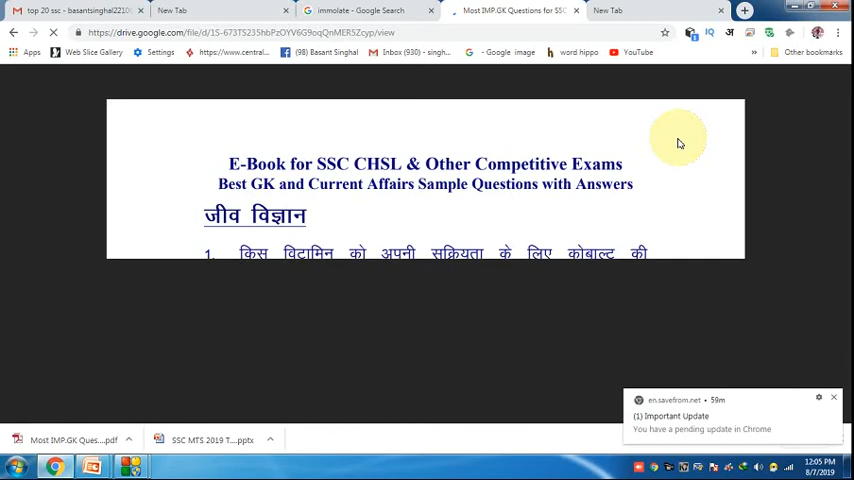 top 20 ssc - basantsinghal2210
New Tab
immolate - Google Search
Most IMP.GK Questions for SSC
New Tab
https://drive.google.com/file/d/1S-673TS235hbPzOYV6G9oqQnMER5Zcyp/view
Apps
Web Slice Gallery
Settings
https://www.central...
(98) Basant Singhal
Inbox (930) - singh...
- Google image
word hippo
YouTube
Other bookmarks
E-Book for SSC CHSL & Other Competitive Exams
Best GK and Current Affairs Sample Questions with Answers
जीव विज्ञान
1. किस विटामिन को अपनी सक्रियता के लिए कोबाल्ट की
en.savefrom.net • 59m
(1) Important Update
You have a pending update in Chrome
Most IMP.GK Ques....pdf
SSC MTS 2019 T....pptx
12:05 PM
8/7/2019